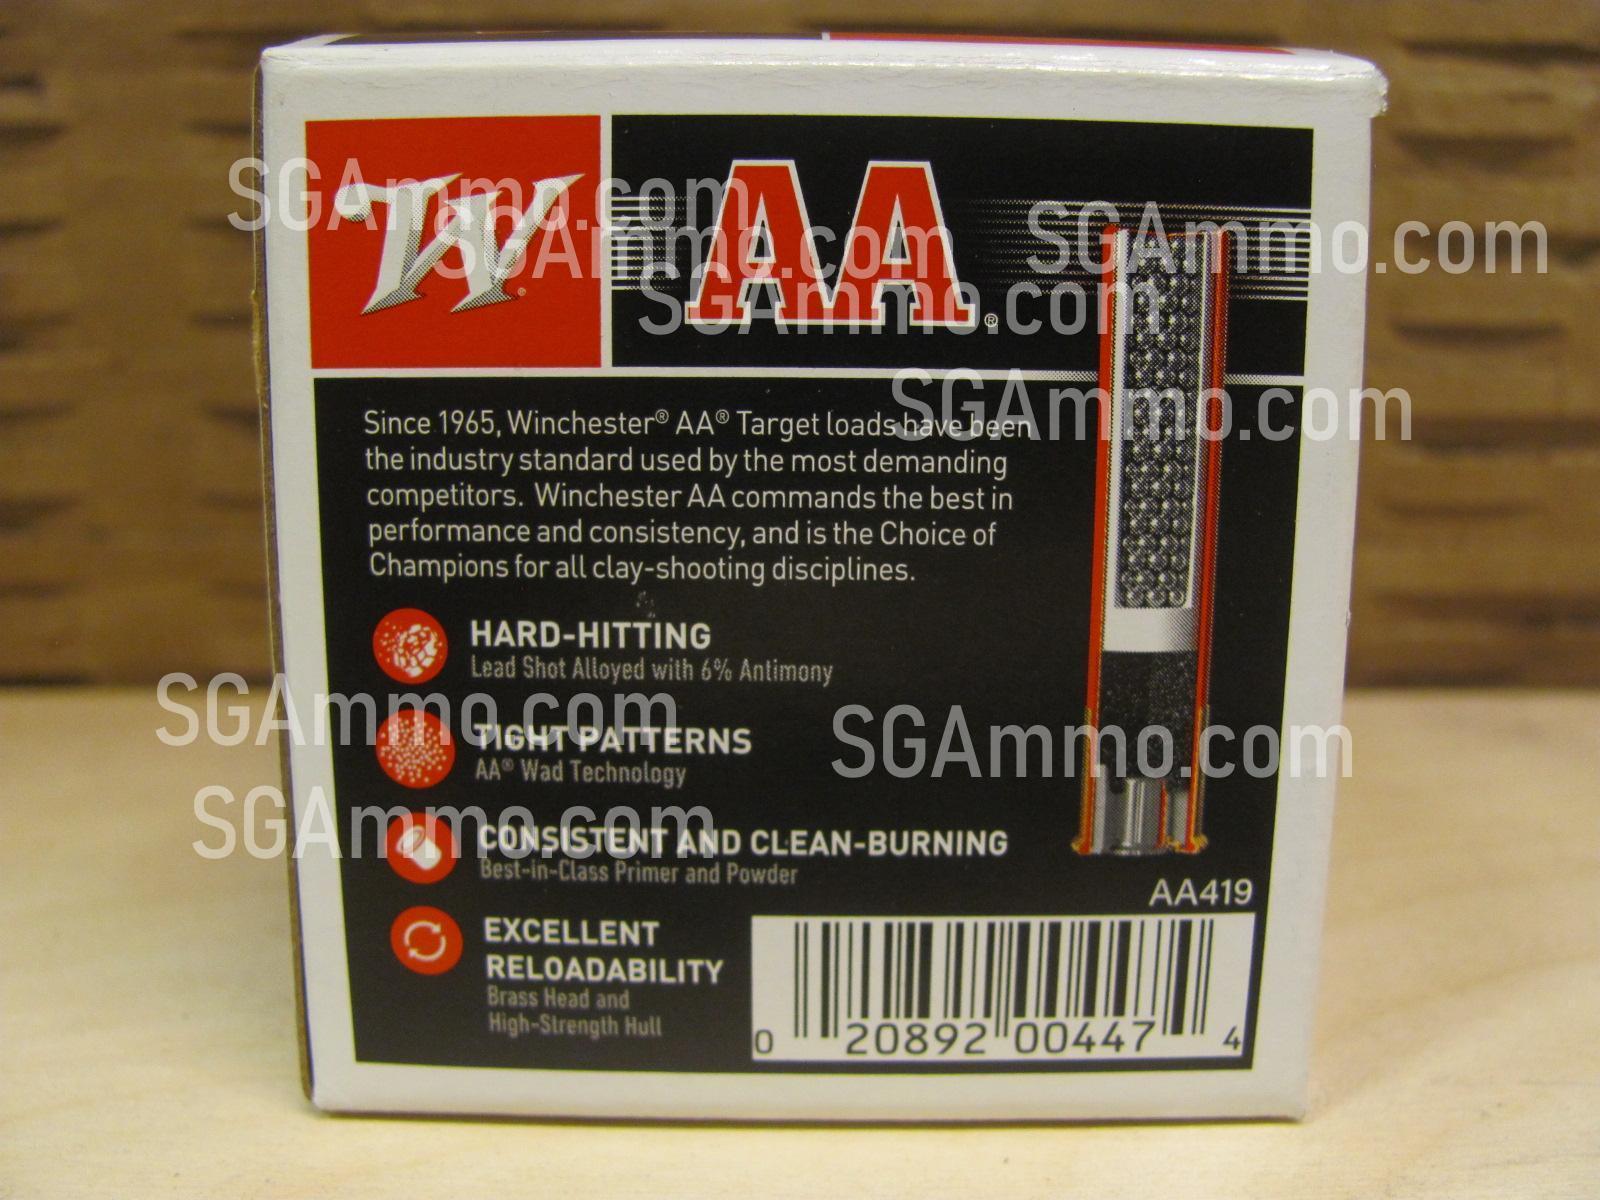 W®
AA®
Since 1965, Winchester® AA® Target loads have been
the industry standard used by the most demanding
competitors. Winchester AA commands the best in
performance and consistency, and is the Choice of
Champions for all clay-shooting disciplines.
HARD-HITTING
Lead Shot Alloyed with 6% Antimony
TIGHT PATTERNS
AA® Wad Technology
CONSISTENT AND CLEAN-BURNING
Best-in-Class Primer and Powder
EXCELLENT
RELOADABILITY
Brass Head and
High-Strength Hull
AA419
0 20892 00447 4
SGAmmo.com
SGAmmo.com
SGAmmo.com
SGAmmo.com
SGAmmo.com
SGAmmo.com
SGAmmo.com
SGAmmo.com